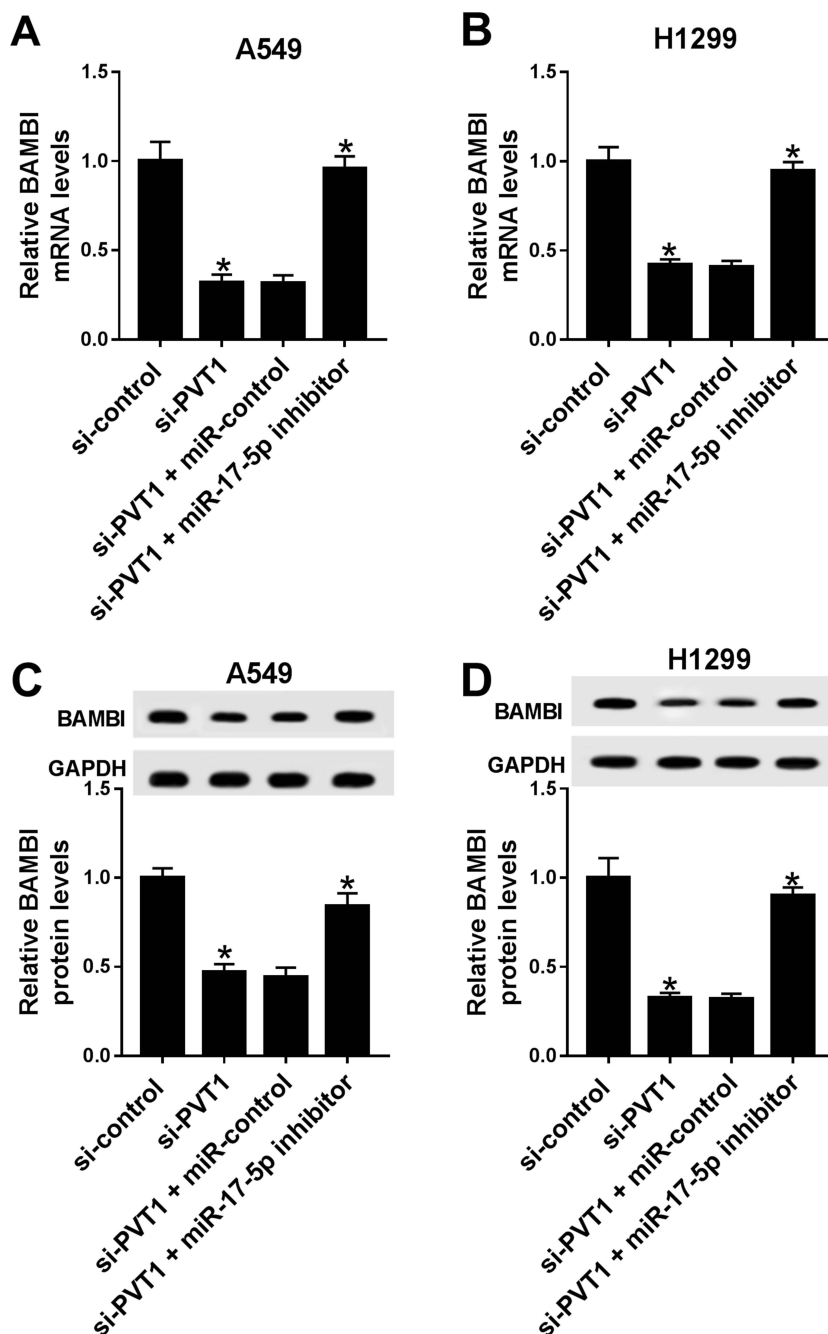 A
A549
Relative BAMBI
mRNA levels
1.5
1.0
0.5
0.0
*
*
si-control
si-PVT1
si-PVT1 + miR-control
si-PVT1 + miR-17-5p inhibitor
B
H1299
Relative BAMBI
mRNA levels
1.5
1.0
0.5
0.0
*
*
si-control
si-PVT1
si-PVT1 + miR-control
si-PVT1 + miR-17-5p inhibitor
C
A549
BAMBI
GAPDH
Relative BAMBI
protein levels
1.5
1.0
0.5
0.0
*
*
si-control
si-PVT1
si-PVT1 + miR-control
si-PVT1 + miR-17-5p inhibitor
D
H1299
BAMBI
GAPDH
Relative BAMBI
protein levels
1.5
1.0
0.5
0.0
*
*
si-control
si-PVT1
si-PVT1 + miR-control
si-PVT1 + miR-17-5p inhibitor